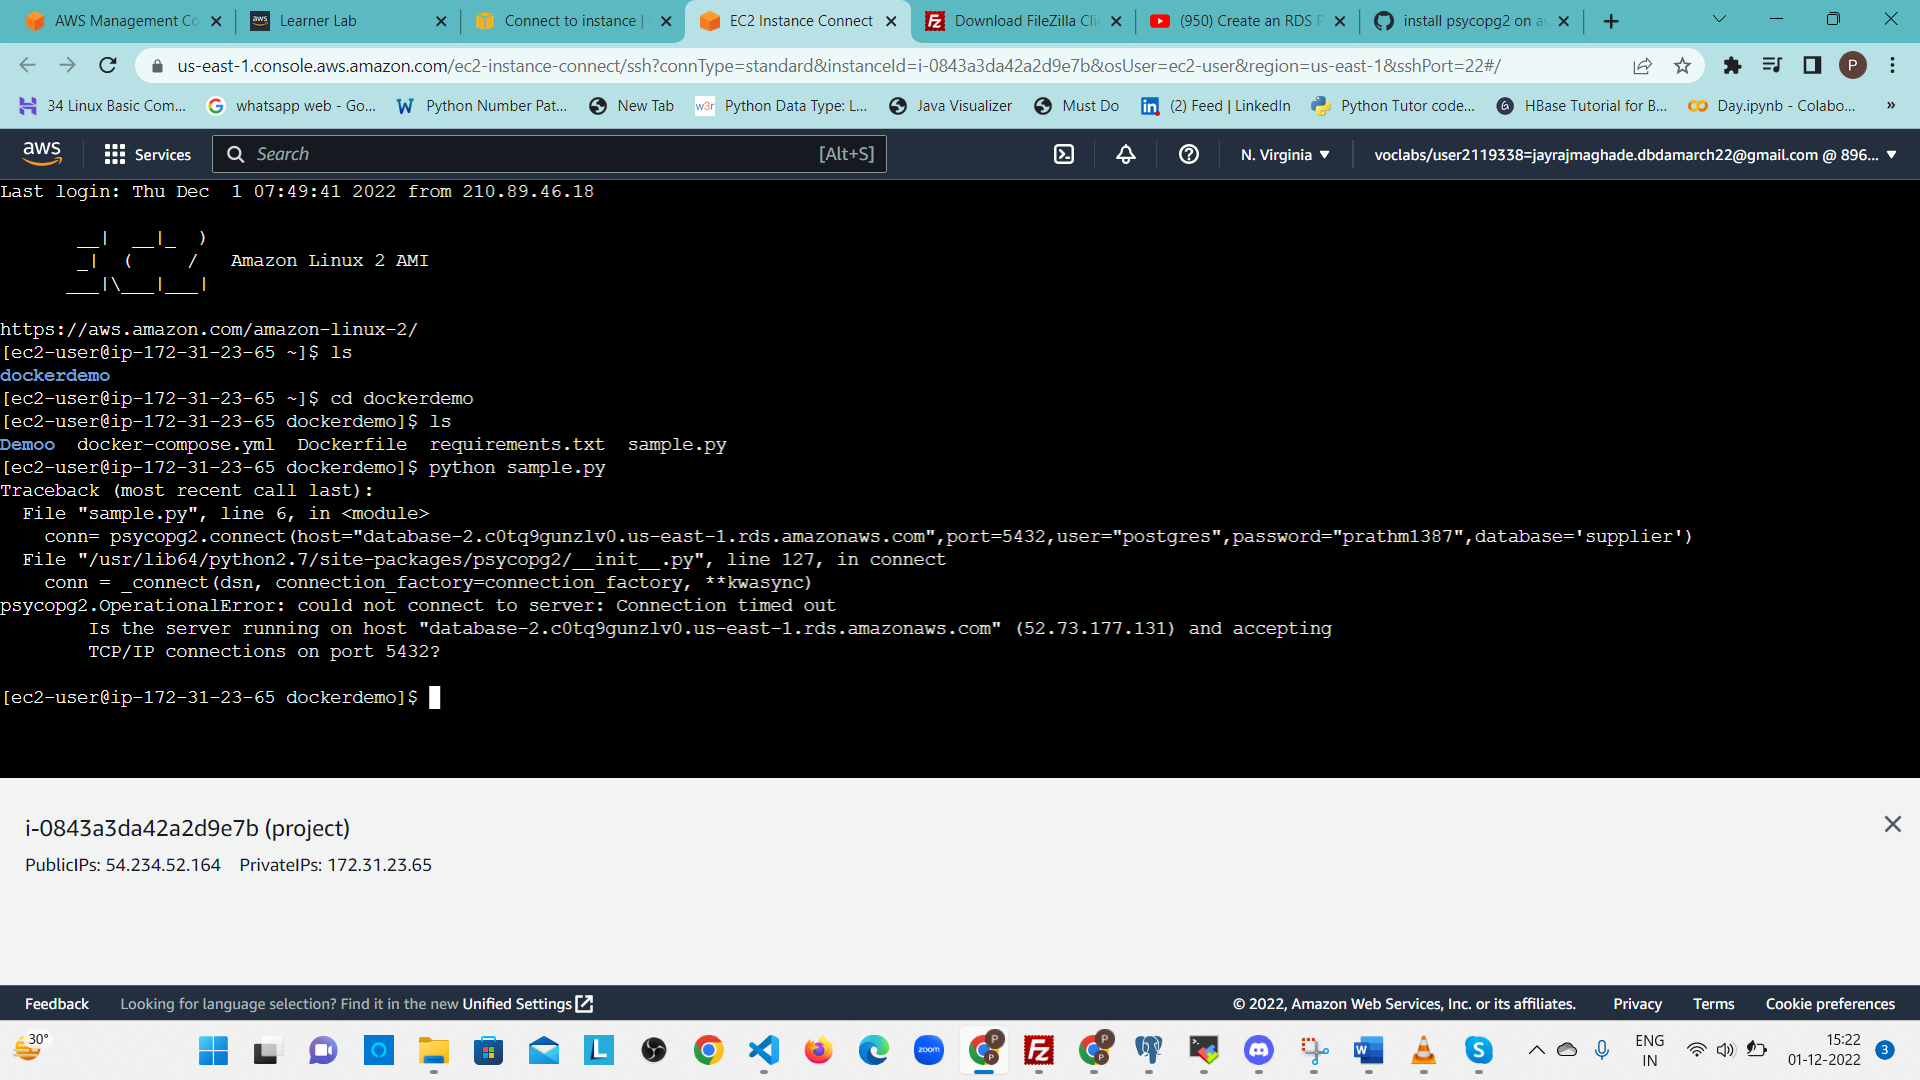 AWS Management Co
Learner Lab
Connect to instance |
EC2 Instance Connect
Download FileZilla Cli
(950) Create an RDS P
install psycopg2 on aw
us-east-1.console.aws.amazon.com/ec2-instance-connect/ssh?connType=standard&instanceId=i-0843a3da42a2d9e7b&osUser=ec2-user&region=us-east-1&sshPort=22#/
P
34 Linux Basic Com...
whatsapp web - Go...
Python Number Pat...
New Tab
Python Data Type: L...
Java Visualizer
Must Do
(2) Feed | LinkedIn
Python Tutor code...
HBase Tutorial for B...
Day.ipynb - Colabo...
»
aws
Services
Search
[Alt+S]
N. Virginia
voclabs/user2119338=jayrajmaghade.dbdamarch22@gmail.com @ 896...
Last login: Thu Dec  1 07:49:41 2022 from 210.89.46.18
       __|  __|_  )
       _|  (     /   Amazon Linux 2 AMI
      ___|\___|___|
https://aws.amazon.com/amazon-linux-2/
[ec2-user@ip-172-31-23-65 ~]$ ls
dockerdemo
[ec2-user@ip-172-31-23-65 ~]$ cd dockerdemo
[ec2-user@ip-172-31-23-65 dockerdemo]$ ls
Demoo  docker-compose.yml  Dockerfile  requirements.txt  sample.py
[ec2-user@ip-172-31-23-65 dockerdemo]$ python sample.py
Traceback (most recent call last):
  File "sample.py", line 6, in <module>
    conn= psycopg2.connect(host="database-2.c0tq9gunzlv0.us-east-1.rds.amazonaws.com",port=5432,user="postgres",password="prathm1387",database='supplier')
  File "/usr/lib64/python2.7/site-packages/psycopg2/__init__.py", line 127, in connect
    conn = _connect(dsn, connection_factory=connection_factory, **kwasync)
psycopg2.OperationalError: could not connect to server: Connection timed out
        Is the server running on host "database-2.c0tq9gunzlv0.us-east-1.rds.amazonaws.com" (52.73.177.131) and accepting
        TCP/IP connections on port 5432?
[ec2-user@ip-172-31-23-65 dockerdemo]$
i-0843a3da42a2d9e7b (project)
PublicIPs: 54.234.52.164    PrivateIPs: 172.31.23.65
Feedback
Looking for language selection? Find it in the new Unified Settings
© 2022, Amazon Web Services, Inc. or its affiliates.
Privacy
Terms
Cookie preferences
30°
zoom
ENG
IN
15:22
01-12-2022
3